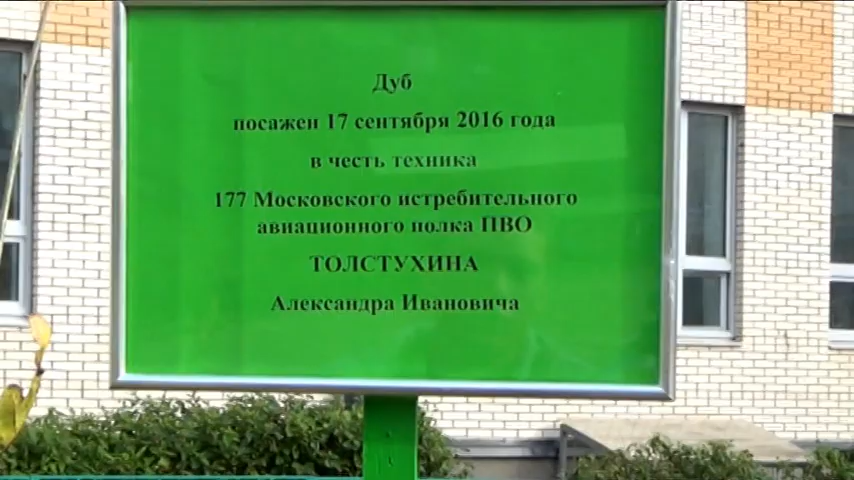 Дуб
посажен 17 сентября 2016 года
в честь техника
177 Московского истребительного
авиационного полка ПВО
ТОЛСТУХИНА
Александра Ивановича